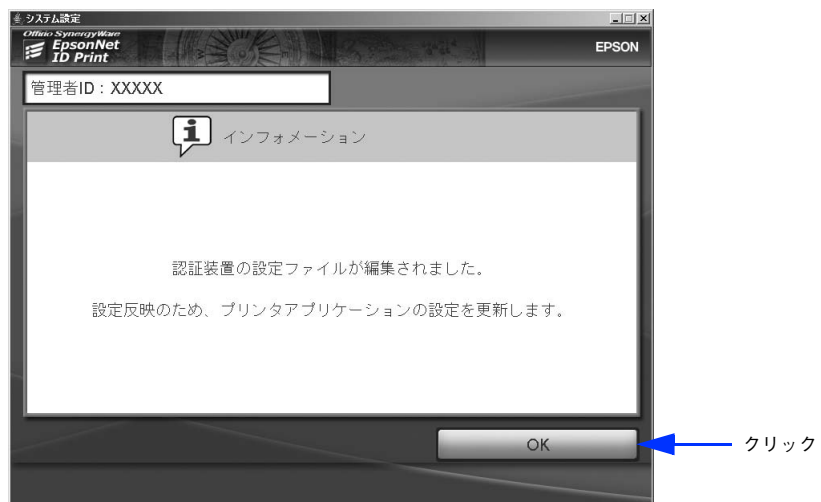 システム設定
Offirio SynergyWare
EpsonNet
ID Print
EPSON
管理者ID：XXXXX
インフォメーション
認証装置の設定ファイルが編集されました。
設定反映のため、プリンタアプリケーションの設定を更新します。
OK
クリック